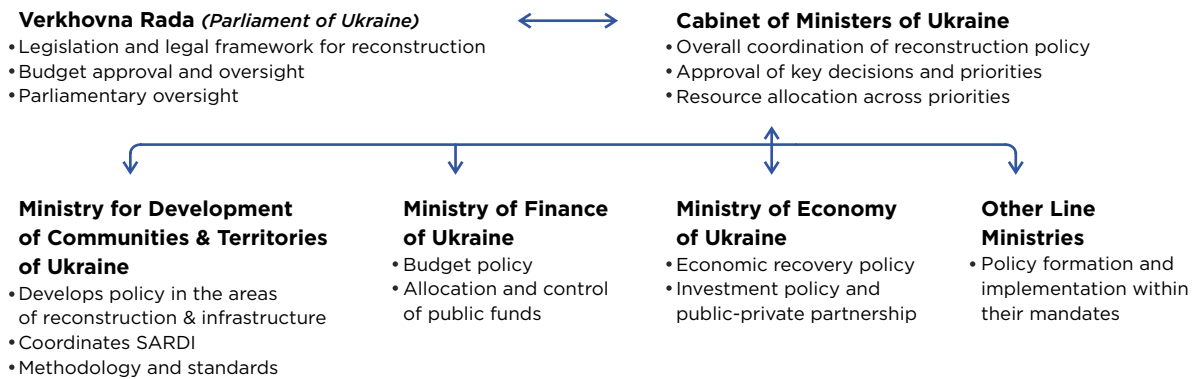 Verkhovna Rada (Parliament of Ukraine)
• Legislation and legal framework for reconstruction
• Budget approval and oversight
• Parliamentary oversight
Cabinet of Ministers of Ukraine
• Overall coordination of reconstruction policy
• Approval of key decisions and priorities
• Resource allocation across priorities
Ministry for Development
of Communities & Territories
of Ukraine
• Develops policy in the areas
of reconstruction & infrastructure
• Coordinates SARDI
• Methodology and standards
Ministry of Finance
of Ukraine
• Budget policy
• Allocation and control
of public funds
Ministry of Economy
of Ukraine
• Economic recovery policy
• Investment policy and
public-private partnership
Other Line
Ministries
• Policy formation and
implementation within
their mandates